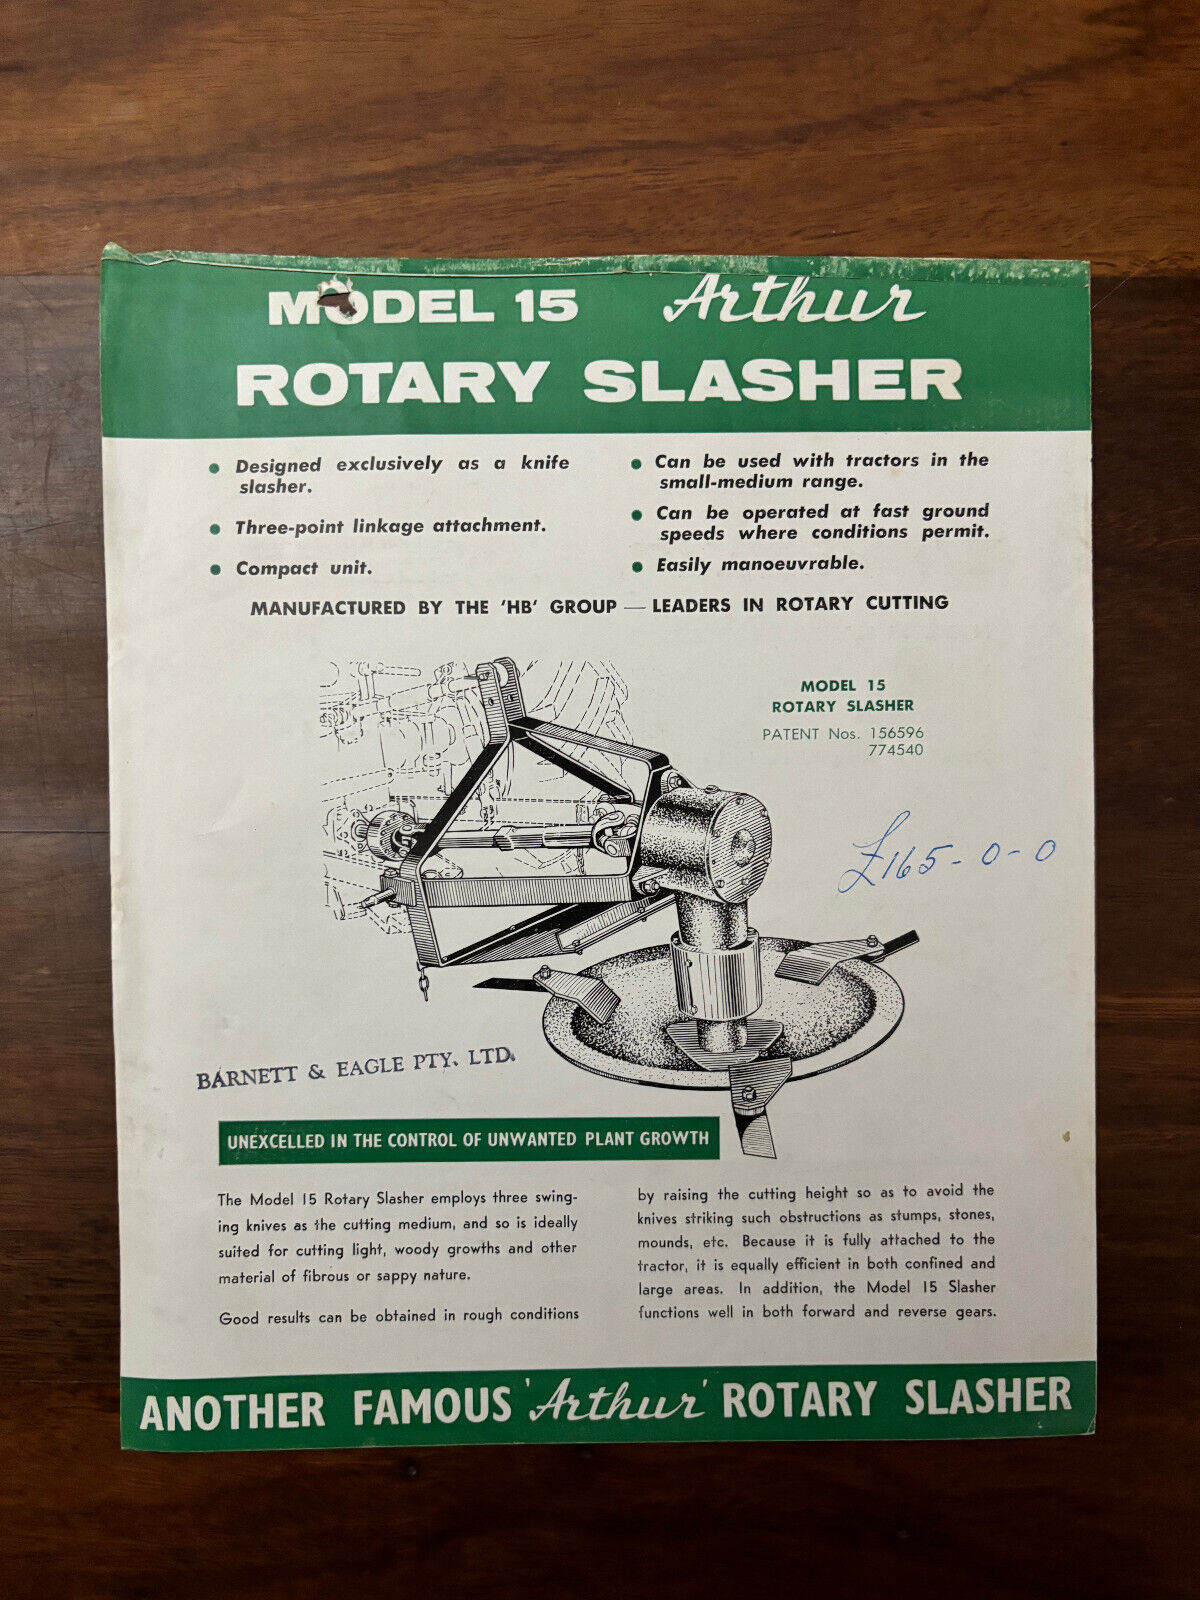 MODEL 15 Arthur
ROTARY SLASHER
• Designed exclusively as a knife
slasher.
• Three-point linkage attachment.
• Compact unit.
• Can be used with tractors in the
small-medium range.
• Can be operated at fast ground
speeds where conditions permit.
• Easily manoeuvrable.
MANUFACTURED BY THE 'HB' GROUP — LEADERS IN ROTARY CUTTING
MODEL 15
ROTARY SLASHER
PATENT Nos. 156596
774540
£165-0-0
BARNETT & EAGLE PTY. LTD.
UNEXCELLED IN THE CONTROL OF UNWANTED PLANT GROWTH
The Model 15 Rotary Slasher employs three swing-
ing knives as the cutting medium, and so is ideally
suited for cutting light, woody growths and other
material of fibrous or sappy nature.
Good results can be obtained in rough conditions
by raising the cutting height so as to avoid the
knives striking such obstructions as stumps, stones,
mounds, etc. Because it is fully attached to the
tractor, it is equally efficient in both confined and
large areas. In addition, the Model 15 Slasher
functions well in both forward and reverse gears.
ANOTHER FAMOUS 'Arthur' ROTARY SLASHER